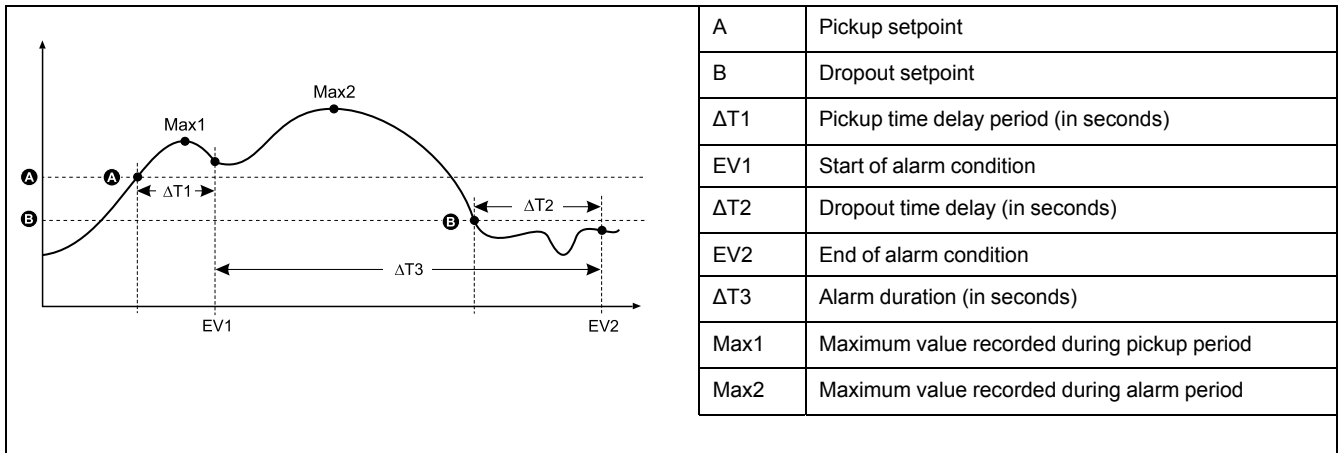 Max2
Max1
A A
ΔT1
B B ΔT2
ΔT3
EV1 EV2
A Pickup setpoint
B Dropout setpoint
ΔT1 Pickup time delay period (in seconds)
EV1 Start of alarm condition
ΔT2 Dropout time delay (in seconds)
EV2 End of alarm condition
ΔT3 Alarm duration (in seconds)
Max1 Maximum value recorded during pickup period
Max2 Maximum value recorded during alarm period